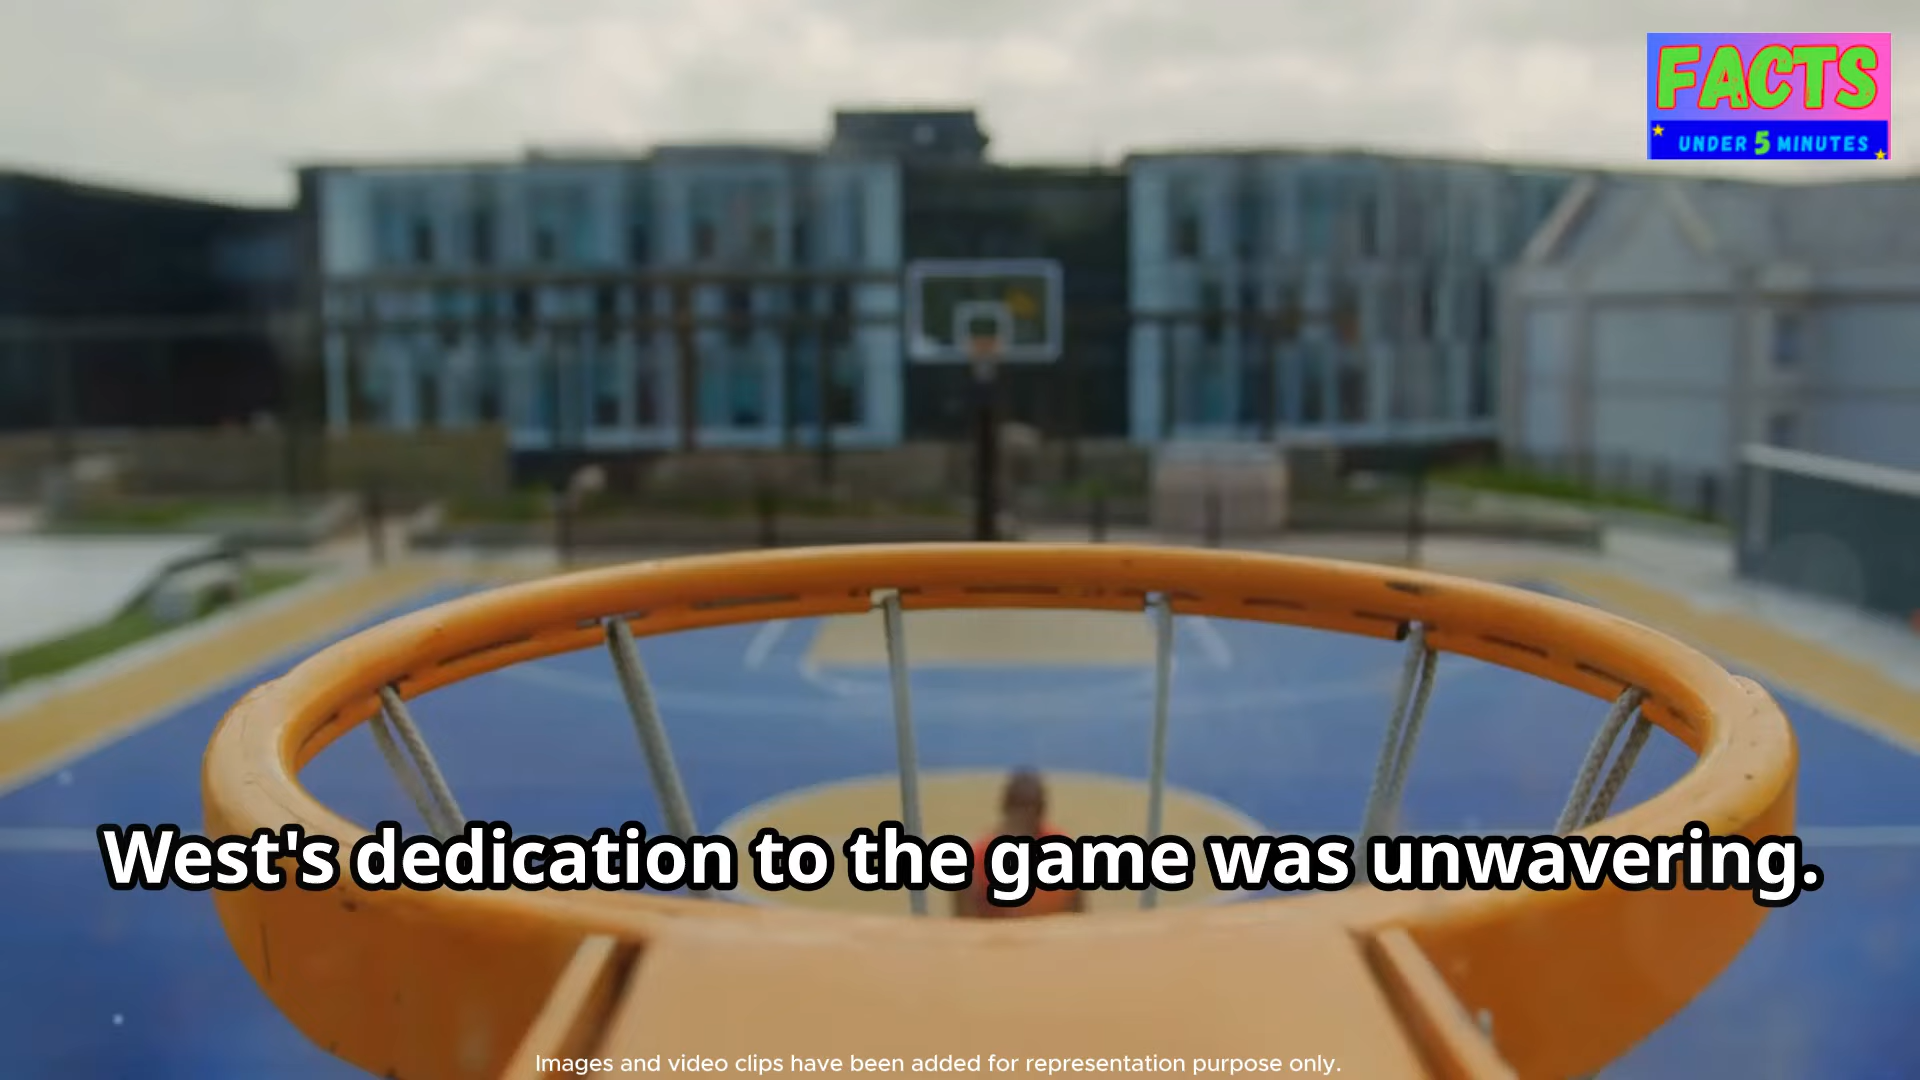 FACTS
UNDER 5 MINUTES
West's dedication to the game was unwavering.
Images and video clips have been added for representation purpose only.